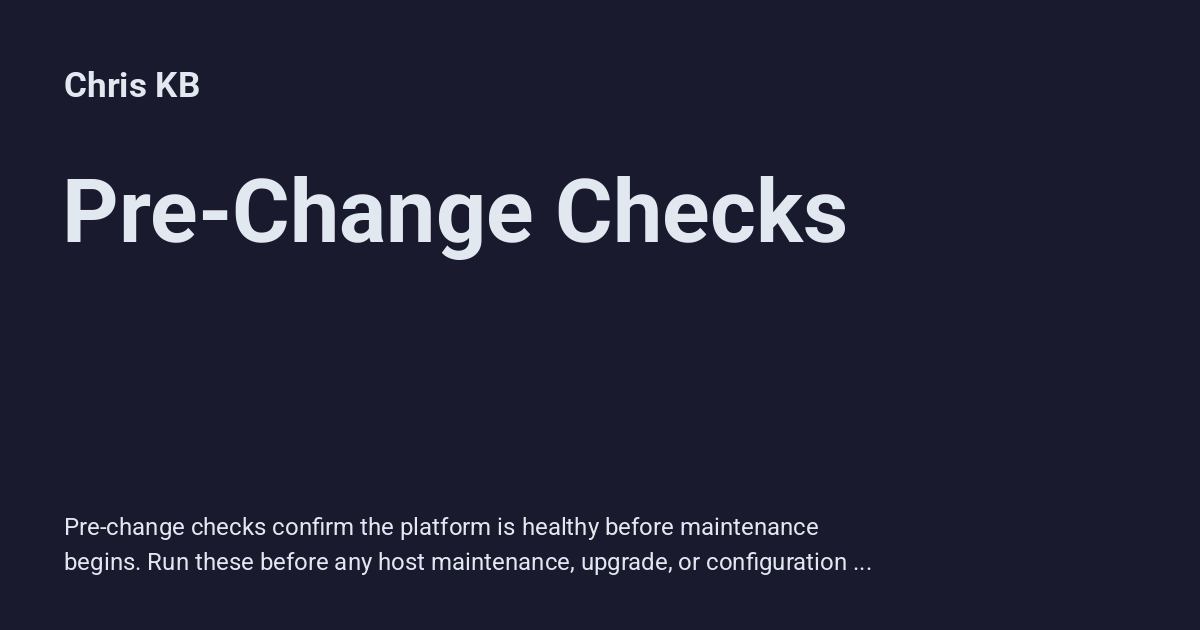 Chris KB
Pre-Change Checks
Pre-change checks confirm the platform is healthy before maintenance
begins. Run these before any host maintenance, upgrade, or configuration ...